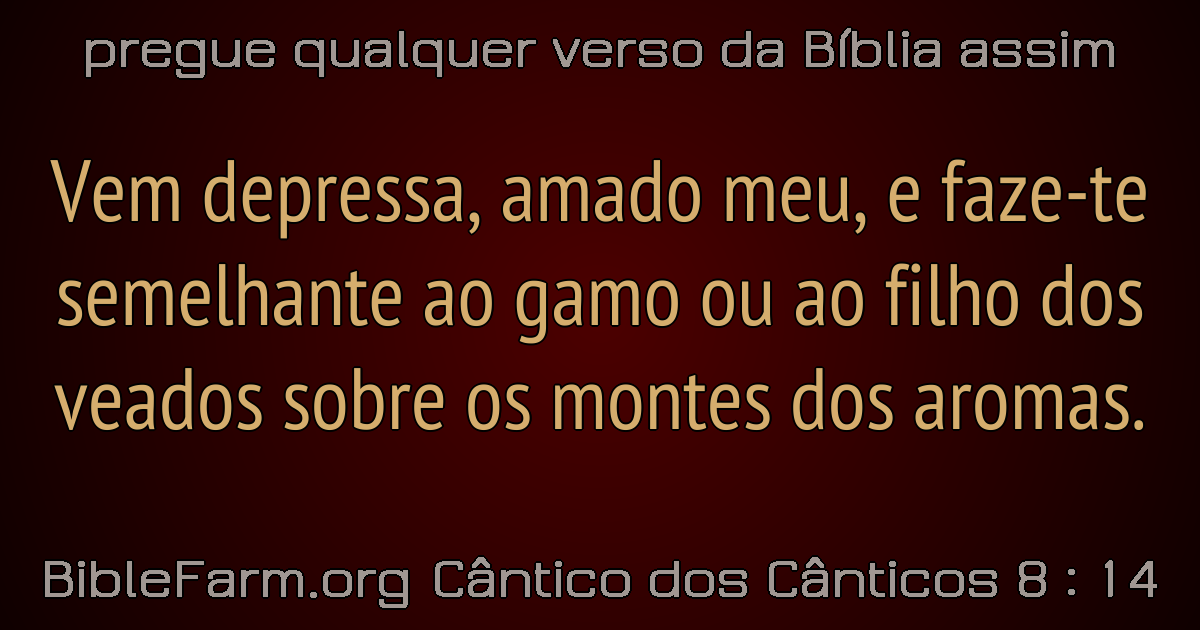 pregue qualquer verso da Bíblia assim
Vem depressa, amado meu, e faze-te
semelhante ao gamo ou ao filho dos
veados sobre os montes dos aromas.
BibleFarm.org Cântico dos Cânticos 8 : 14